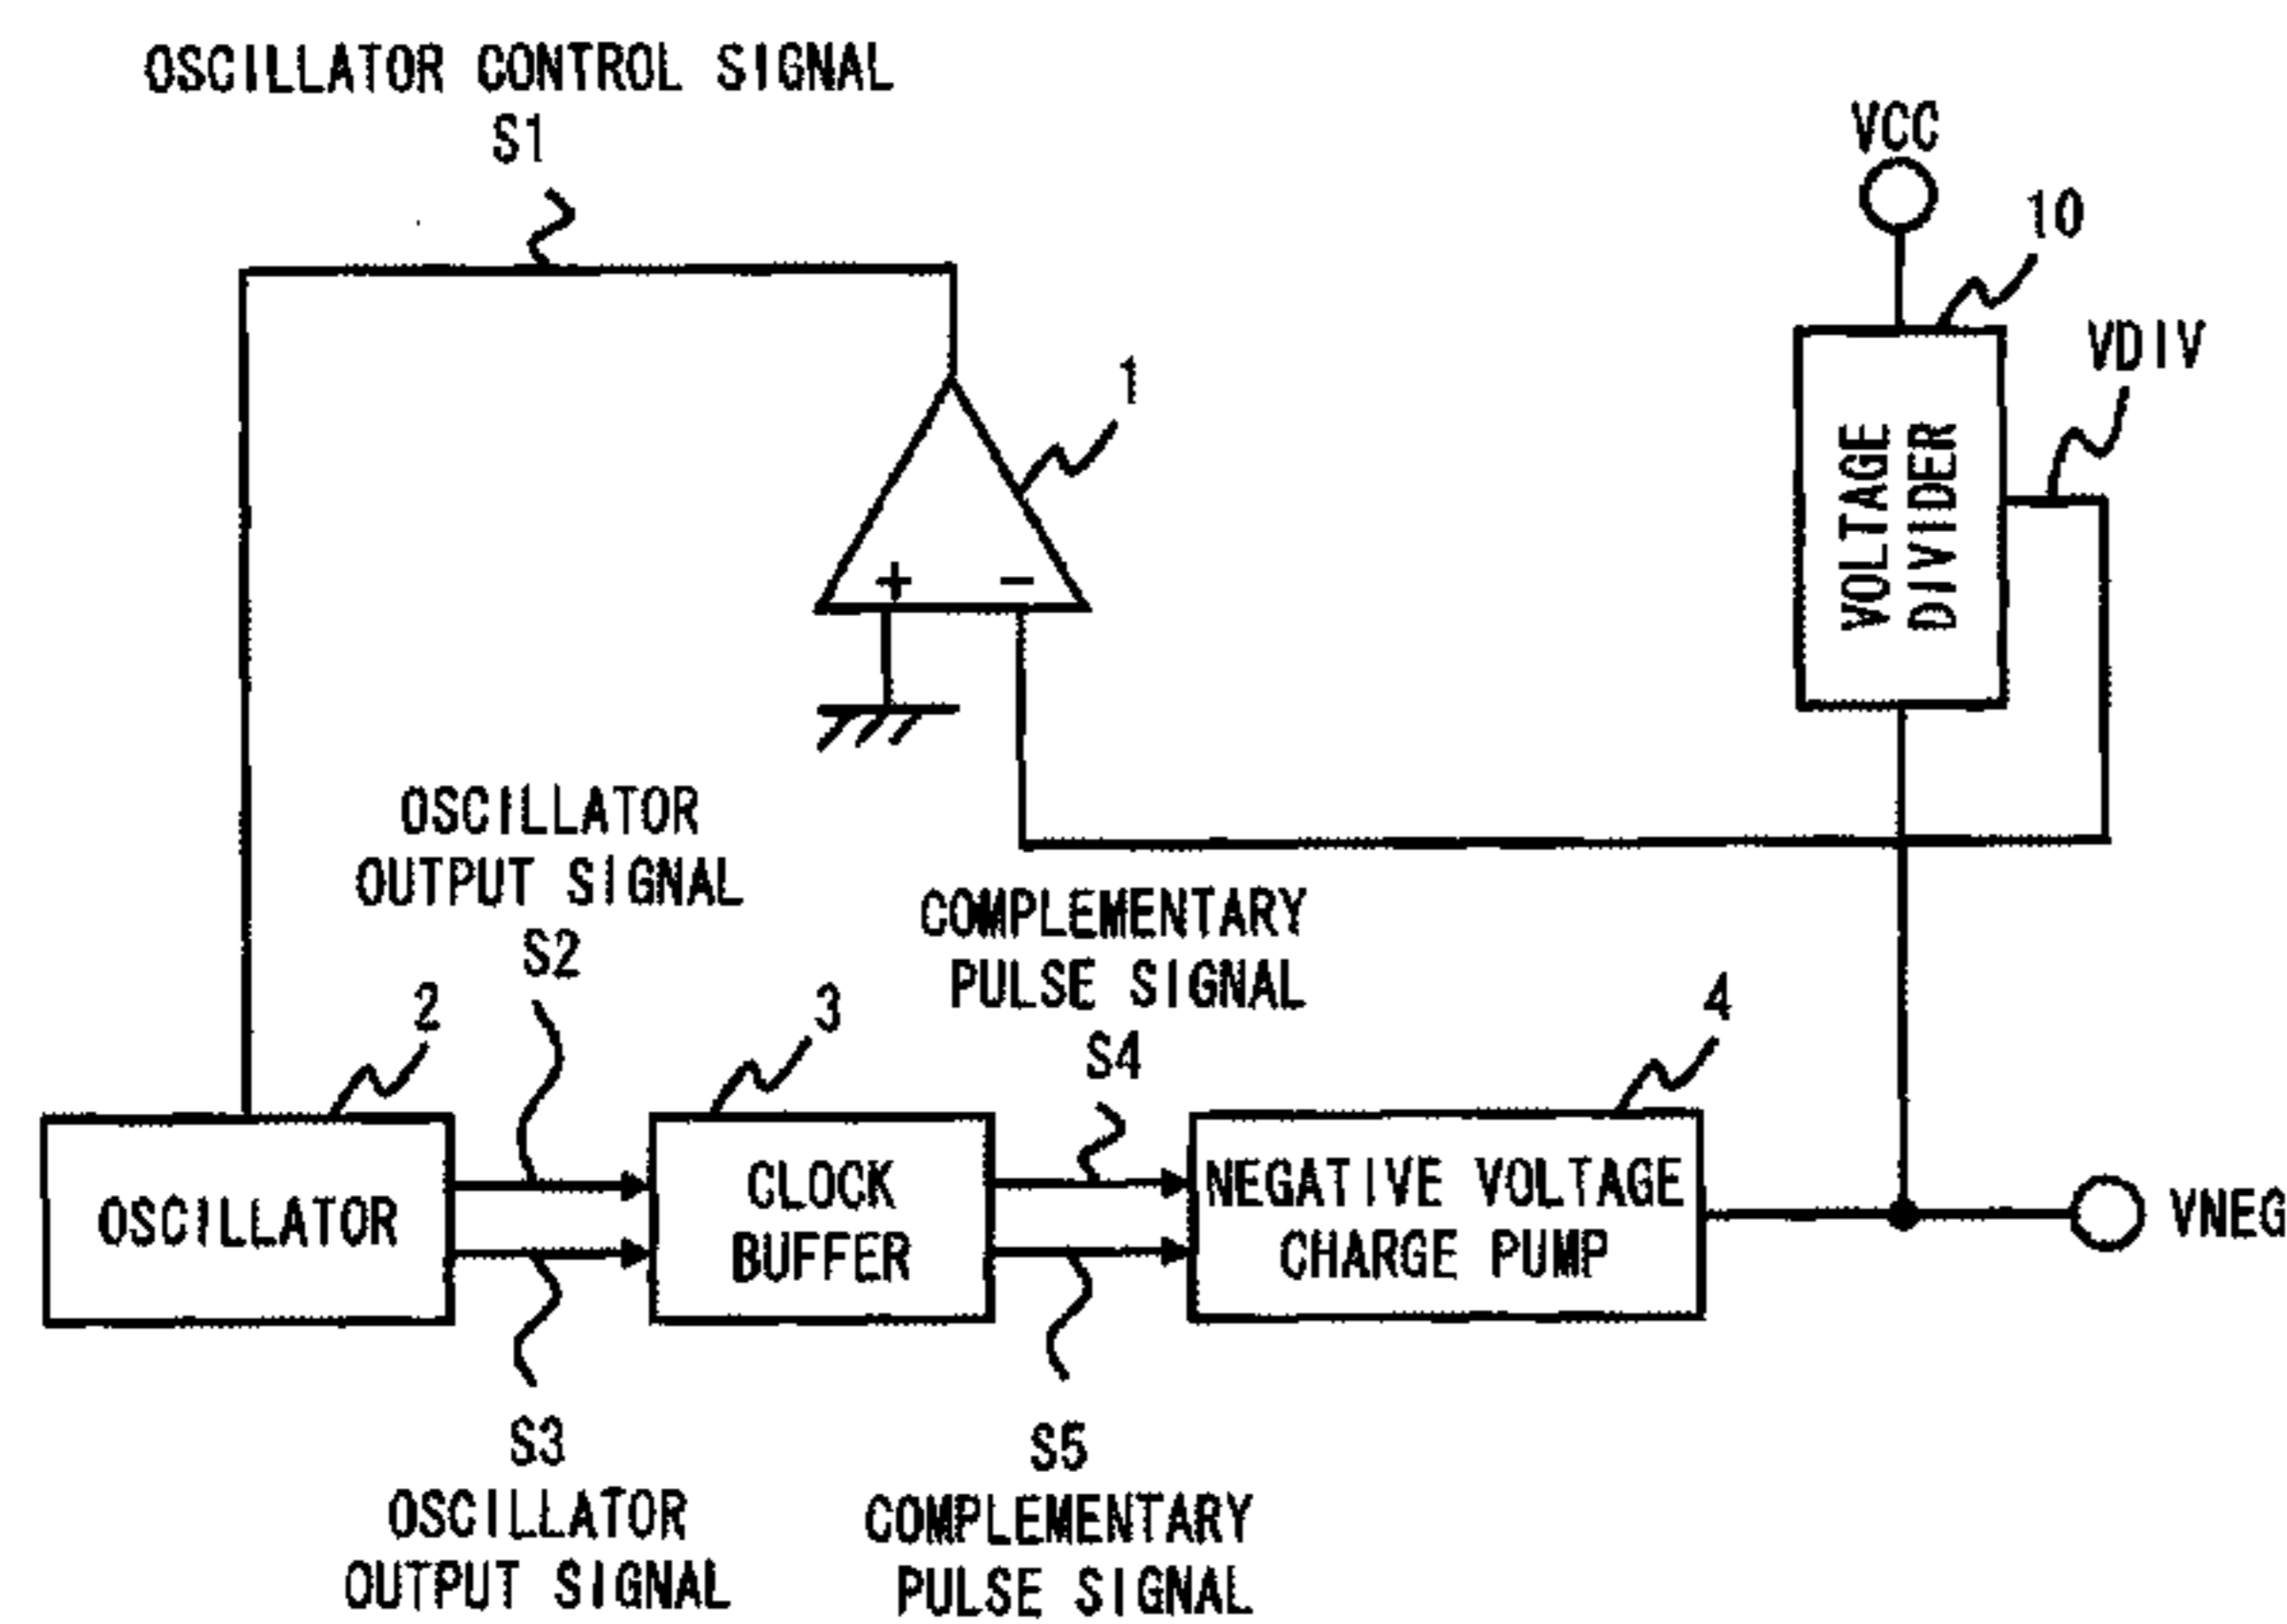 OSCILLATOR CONTROL SIGNAL
S1
VCC
10
VDIV
1
VOLTAGE
DIVIDER
+ −
OSCILLATOR
OUTPUT SIGNAL
S2
COMPLEMENTARY
PULSE SIGNAL
S4
2
3
4
OSCILLATOR
CLOCK
BUFFER
NEGATIVE VOLTAGE
CHARGE PUMP
VNEG
S3
OSCILLATOR
OUTPUT SIGNAL
S5
COMPLEMENTARY
PULSE SIGNAL